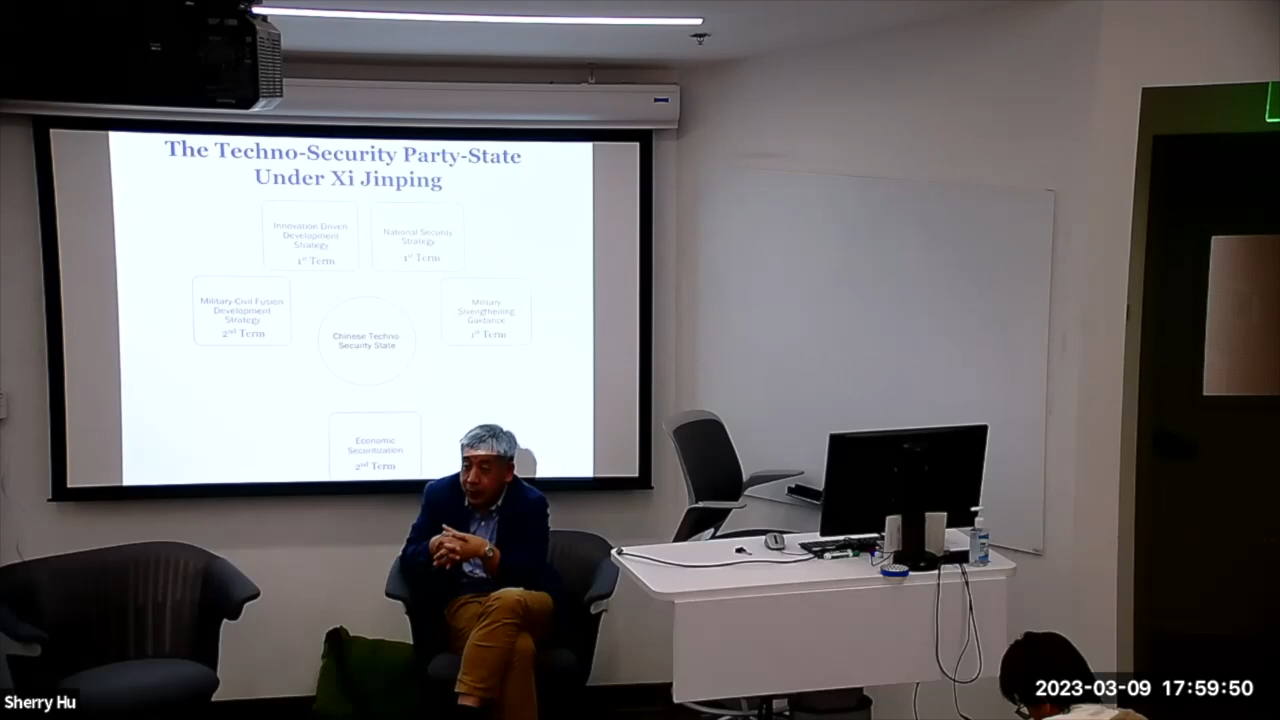 The Techno-Security Party-State
Under Xi Jinping
Innovation Driven
Development
Strategy
1st Term
National Security
Strategy
1st Term
Military-Civil Fusion
Development
Strategy
2nd Term
Military
Strengthening
Guidance
1st Term
Chinese Techno-
Security State
Economic
Securitization
2nd Term
Sherry Hu
2023-03-09 17:59:50